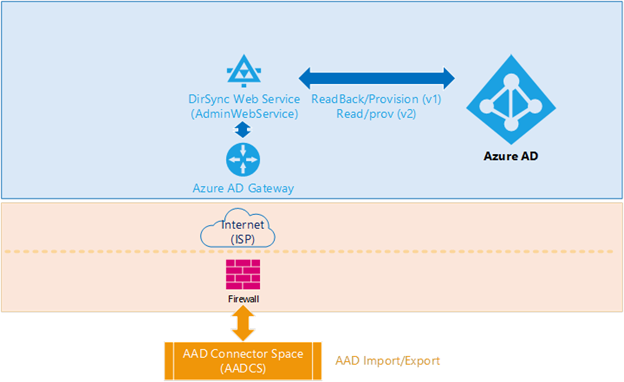 DirSync Web Service
(AdminWebService)
ReadBack/Provision (v1)
Read/prov (v2)
Azure AD
Azure AD Gateway
Internet
(ISP)
Firewall
AAD Connector Space
(AADCS)
AAD Import/Export